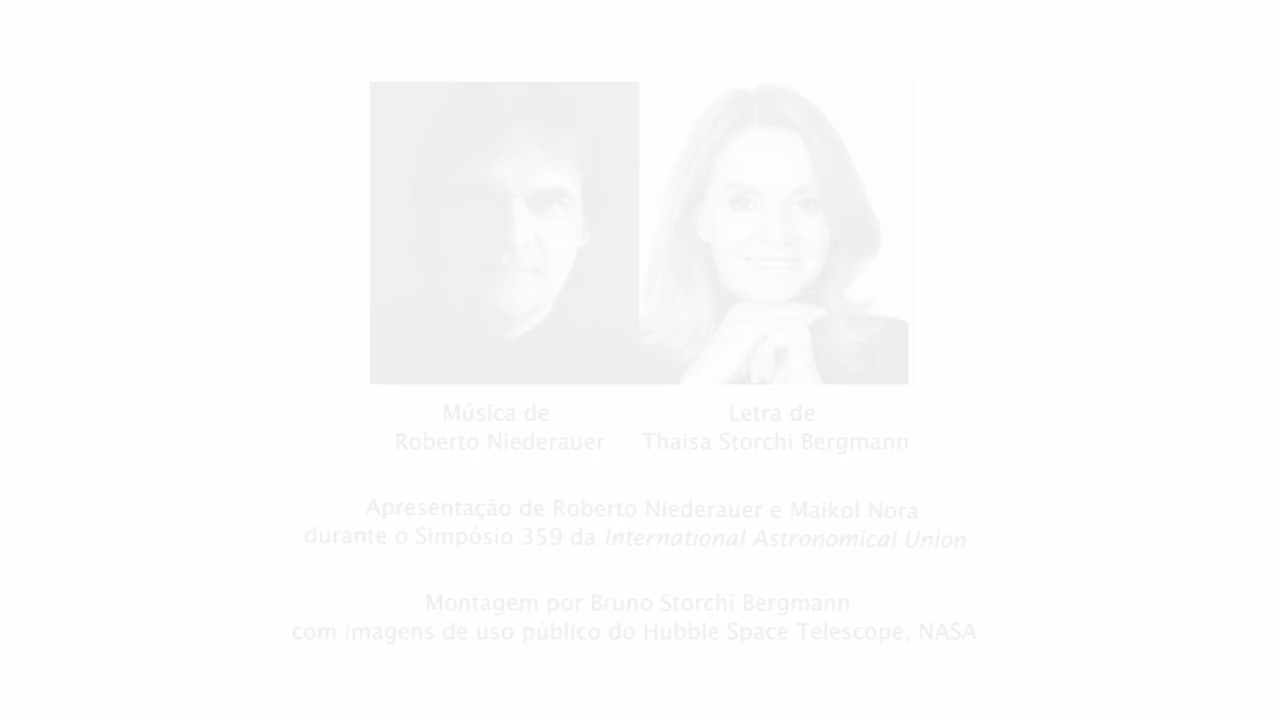 Música de
Roberto Niederauer
Letra de
Thaisa Storchi Bergmann
Apresentação de Roberto Niederauer e Maikol Nora
durante o Simpósio 359 da International Astronomical Union
Montagem por Bruno Storchi Bergmann
com imagens de uso público do Hubble Space Telescope, NASA